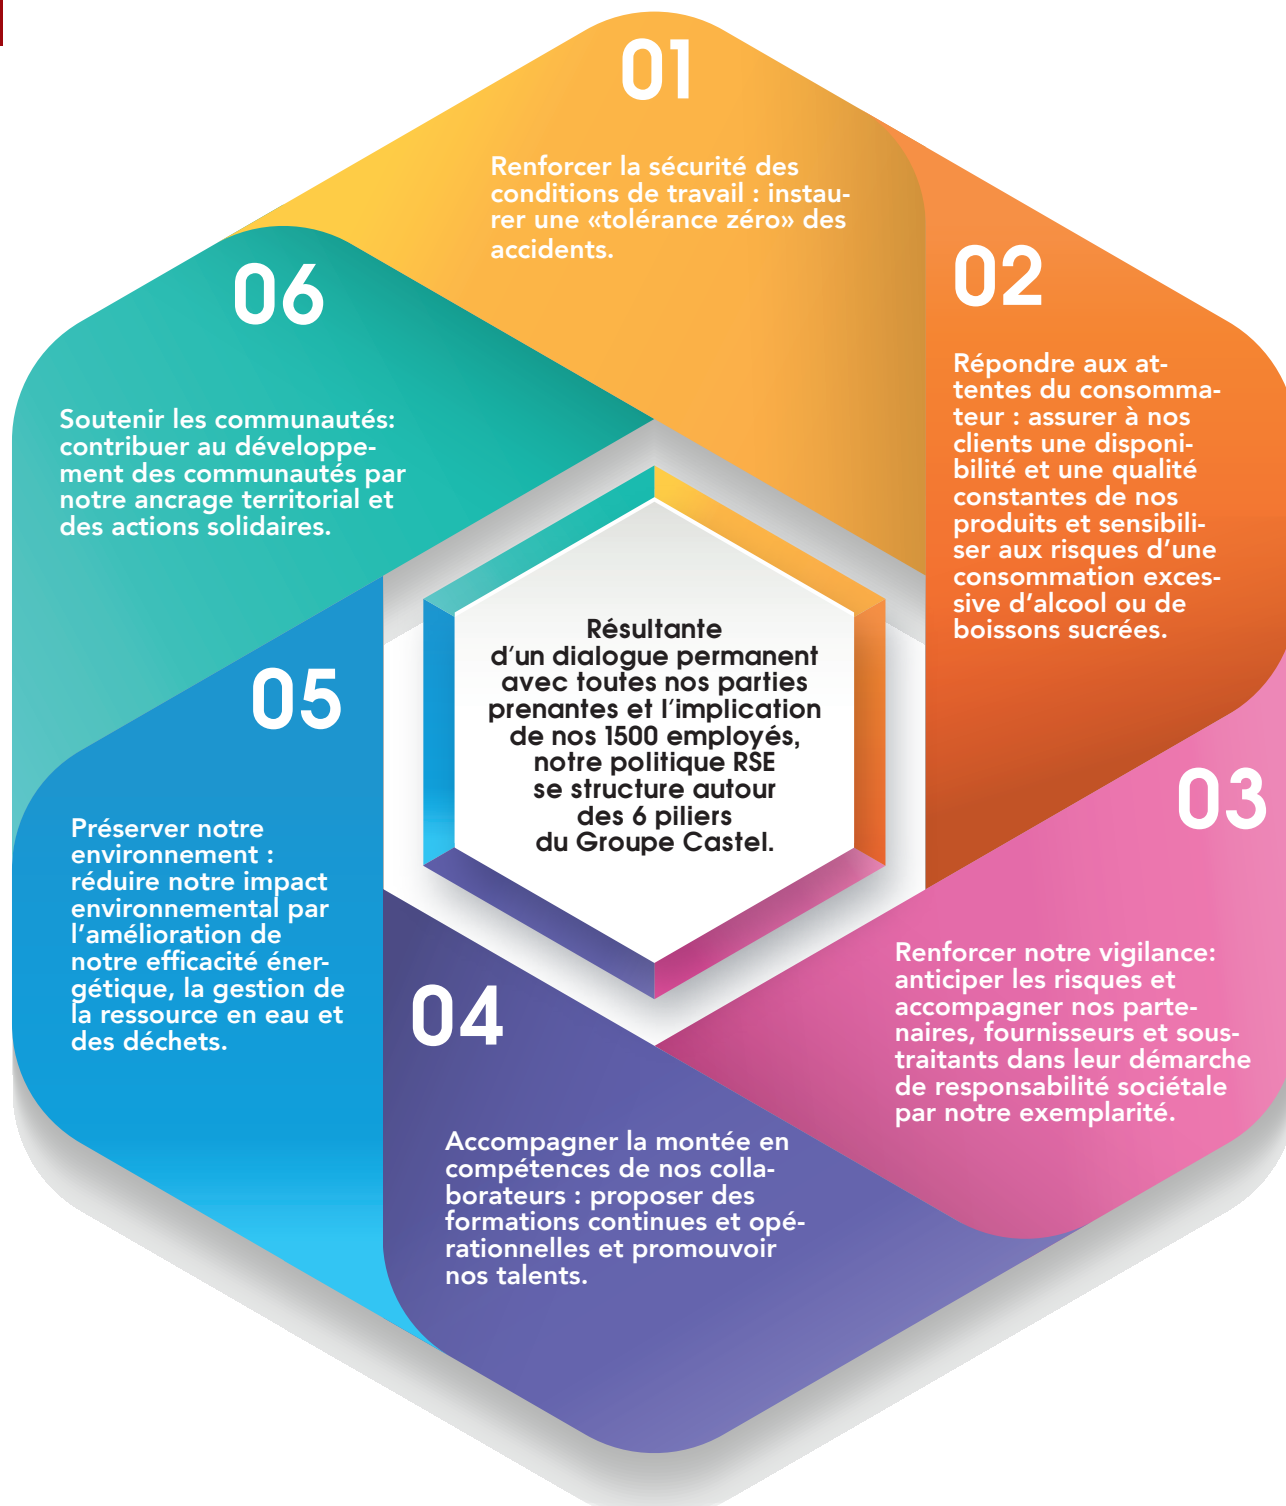 01
Renforcer la sécurité des
conditions de travail : instau-
rer une «tolérance zéro» des
accidents.
02
Répondre aux at-
tentes du consomma-
teur : assurer à nos
clients une disponi-
bilité et une qualité
constantes de nos
produits et sensibili-
ser aux risques d’une
consommation exces-
sive d’alcool ou de
boissons sucrées.
03
Renforcer notre vigilance:
anticiper les risques et
accompagner nos parte-
naires, fournisseurs et sous-
traitants dans leur démarche
de responsabilité sociétale
par notre exemplarité.
04
Accompagner la montée en
compétences de nos colla-
borateurs : proposer des
formations continues et opé-
rationnelles et promouvoir
nos talents.
05
Préserver notre
environnement :
réduire notre impact
environnemental par
l’amélioration de
notre efficacité éner-
gétique, la gestion de
la ressource en eau et
des déchets.
06
Soutenir les communautés:
contribuer au développe-
ment des communautés par
notre ancrage territorial et
des actions solidaires.
Résultante
d’un dialogue permanent
avec toutes nos parties
prenantes et l’implication
de nos 1500 employés,
notre politique RSE
se structure autour
des 6 piliers
du Groupe Castel.